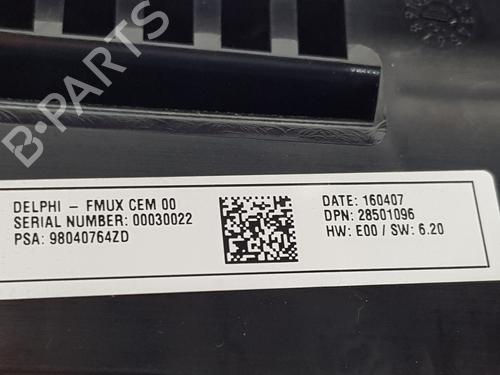 B-PARTS
DELPHI - FMUX CEM 00
SERIAL NUMBER: 00030022
PSA: 98040764ZD
DATE: 160407
DPN: 28501096
HW: E00 / SW: 6.20